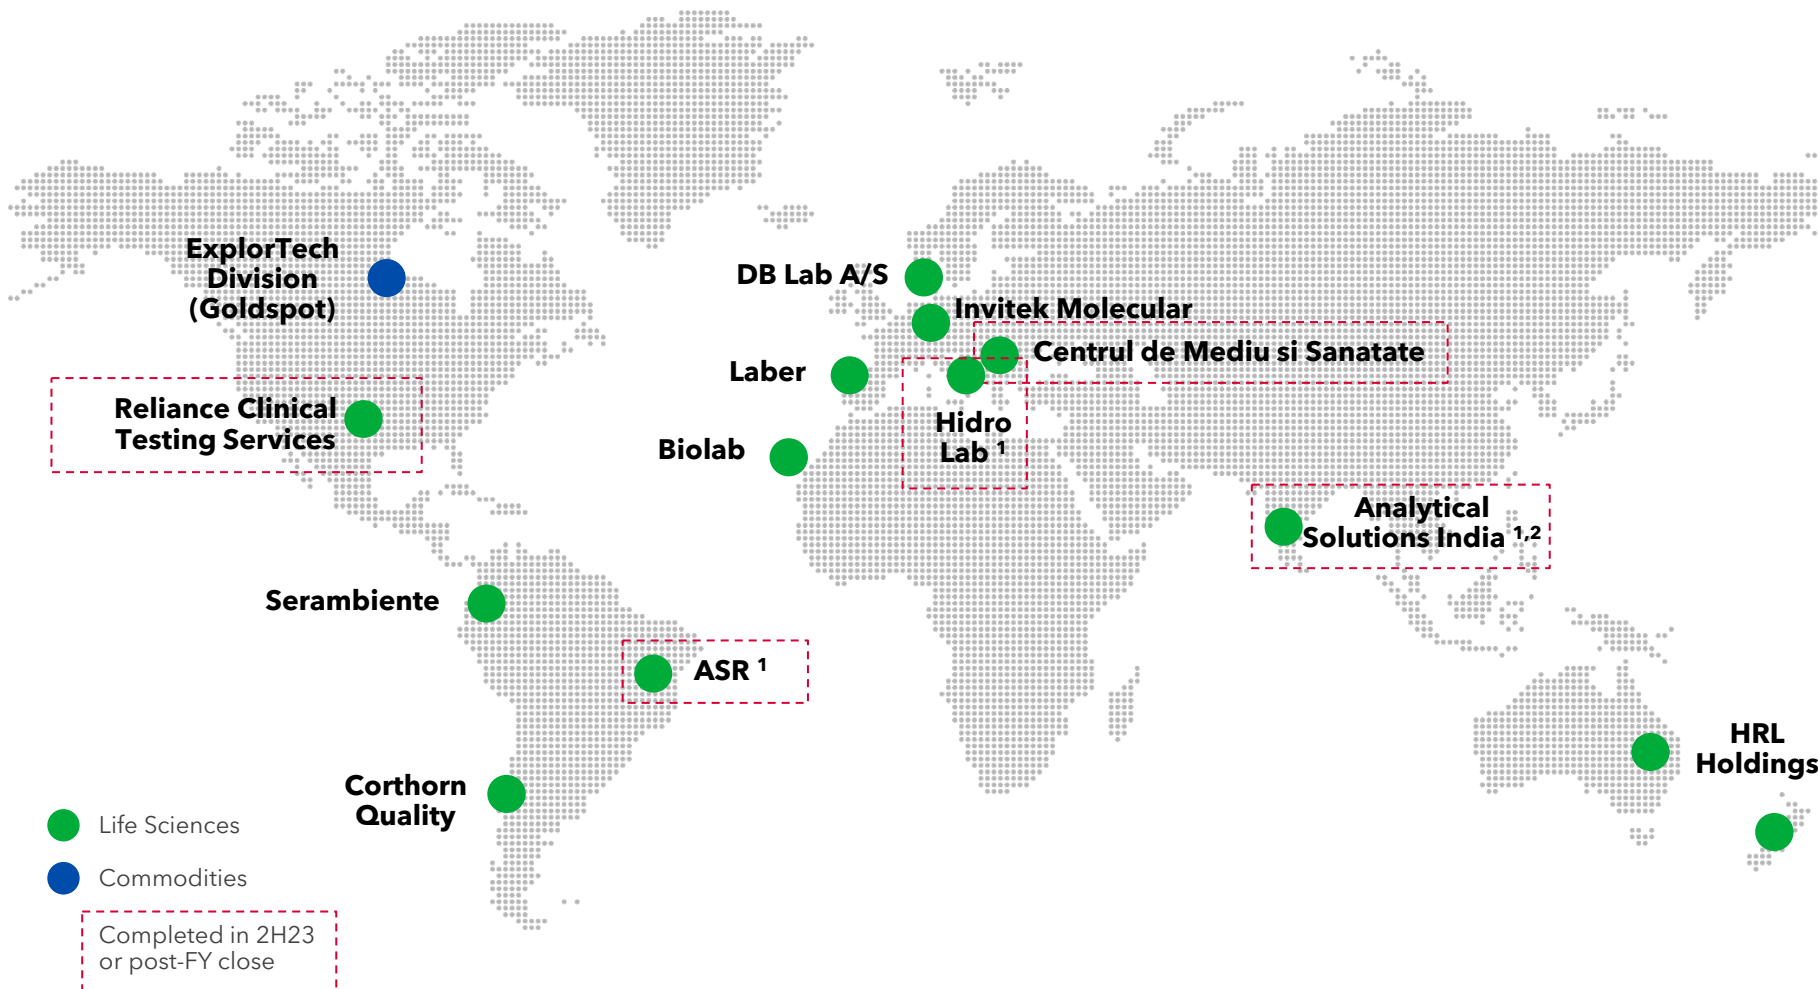 ExplorTech
Division
(Goldspot)
DB Lab A/S
Invitek Molecular
Centrul de Mediu si Sanatate
Laber
Reliance Clinical
Testing Services
Hidro
Lab ¹
Biolab
Analytical
Solutions India ¹,²
Serambiente
ASR ¹
HRL
Holdings
Corthorn
Quality
Life Sciences
Commodities
Completed in 2H23
or post-FY close